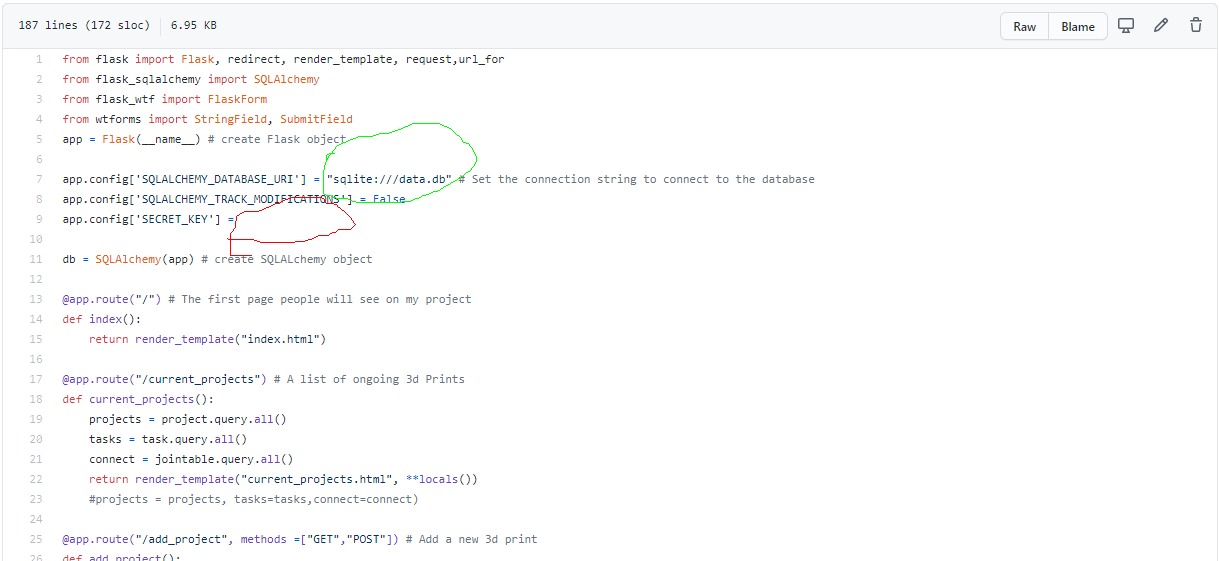 187 lines (172 sloc) 6.95 KB Raw Blame
1 from flask import Flask, redirect, render_template, request,url_for
2 from flask_sqlalchemy import SQLAlchemy
3 from flask_wtf import FlaskForm
4 from wtforms import StringField, SubmitField
5 app = Flask(__name__) # create Flask object
6
7 app.config['SQLALCHEMY_DATABASE_URI'] = "sqlite:///data.db" # Set the connection string to connect to the database
8 app.config['SQLALCHEMY_TRACK_MODIFICATIONS'] = False
9 app.config['SECRET_KEY'] =
10
11 db = SQLAlchemy(app) # create SQLALchemy object
12
13 @app.route("/") # The first page people will see on my project
14 def index():
15 return render_template("index.html")
16
17 @app.route("/current_projects") # A list of ongoing 3d Prints
18 def current_projects():
19 projects = project.query.all()
20 tasks = task.query.all()
21 connect = jointable.query.all()
22 return render_template("current_projects.html", **locals())
23 #projects = projects, tasks=tasks,connect=connect)
24
25 @app.route("/add_project", methods =["GET","POST"]) # Add a new 3d print
26 def add_project():